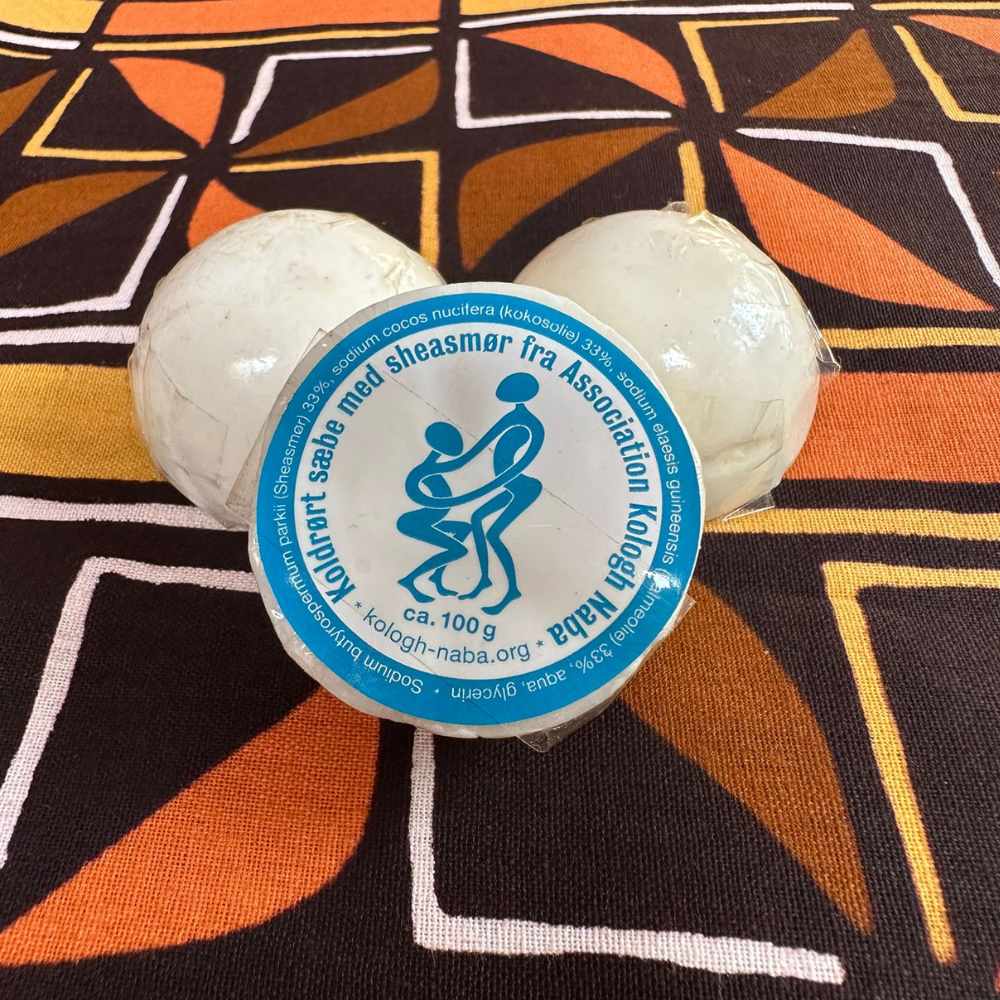 Koldrørt sæbe med sheasmør fra Association Kologh Naba
ca. 100 g
* kologh-naba.org *
Sodium butyrospermum parkii (Sheasmør) 33%, sodium cocos nucifera (kokosolie) 33%, sodium elaesis guineensis 33%, aqua, glycerin *